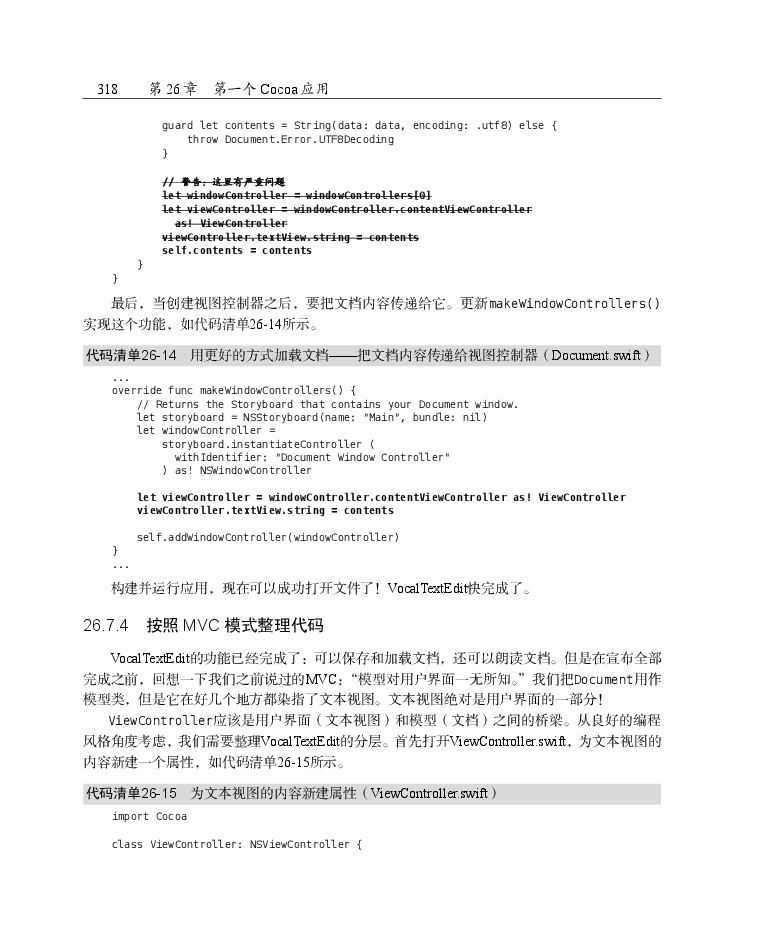 318 第 26 章 第一个 Cocoa 应用
guard let contents = String(data: data, encoding: .utf8) else {
throw Document.Error.UTF8Decoding
}
// 警告：这里有严重问题
let windowController = windowControllers[0]
let viewController = windowController.contentViewController
as! ViewController
viewController.textView.string = contents
self.contents = contents
}
}
最后，当创建视图控制器之后，要把文档内容传递给它。更新makeWindowControllers()
实现这个功能，如代码清单26-14所示。
代码清单26-14 用更好的方式加载文档——把文档内容传递给视图控制器（Document.swift）
...
override func makeWindowControllers() {
// Returns the Storyboard that contains your Document window.
let storyboard = NSStoryboard(name: "Main", bundle: nil)
let windowController =
storyboard.instantiateController (
withIdentifier: "Document Window Controller"
) as! NSWindowController
let viewController = windowController.contentViewController as! ViewController
viewController.textView.string = contents
self.addWindowController(windowController)
}
...
构建并运行应用，现在可以成功打开文件了！VocalTextEdit快完成了。
26.7.4 按照 MVC 模式整理代码
VocalTextEdit的功能已经完成了：可以保存和加载文档，还可以朗读文档。但是在宣布全部
完成之前，回想一下我们之前说过的MVC：“模型对用户界面一无所知。”我们把Document用作
模型类，但是它在好几个地方都染指了文本视图。文本视图绝对是用户界面的一部分！
ViewController应该是用户界面（文本视图）和模型（文档）之间的桥梁。从良好的编程
风格角度考虑，我们需要整理VocalTextEdit的分层。首先打开ViewController.swift，为文本视图的
内容新建一个属性，如代码清单26-15所示。
代码清单26-15 为文本视图的内容新建属性（ViewController.swift）
import Cocoa
class ViewController: NSViewController {